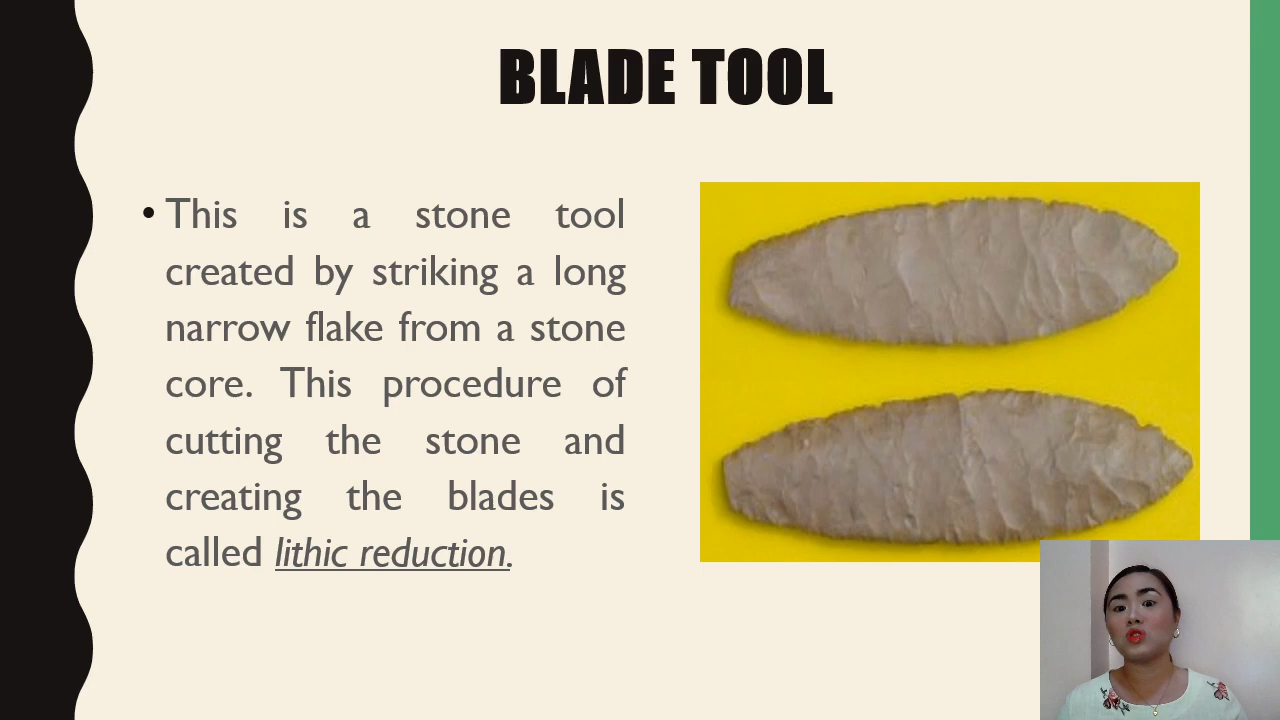 BLADE TOOL
• This is a stone tool
created by striking a long
narrow flake from a stone
core. This procedure of
cutting the stone and
creating the blades is
called lithic reduction.